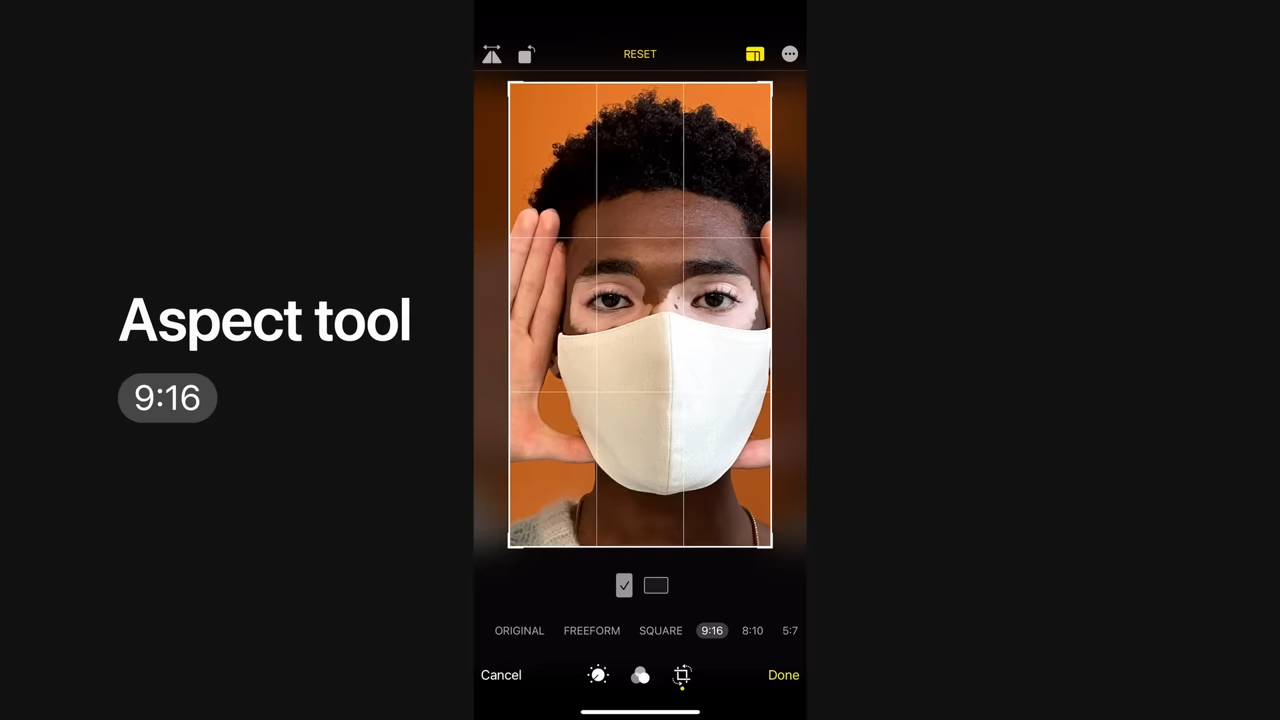 RESET
Aspect tool
9:16
ORIGINAL FREEFORM SQUARE 9:16 8:10 5:7
Cancel Done